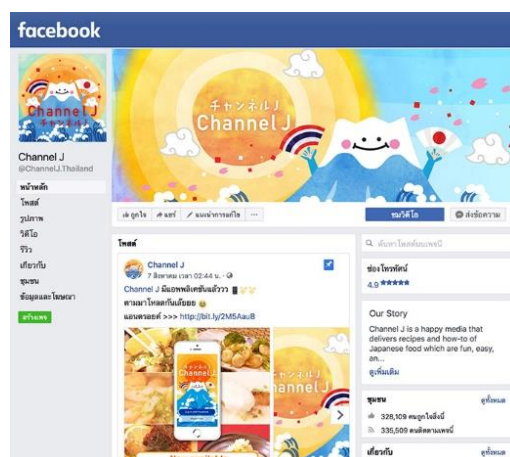 facebook
チャンネルJ
Channel J
Channel J
チャンネルJ
Channel J
@ChannelJ.Thailand
หน้าหลัก
โพสต์
รูปภาพ
วิดีโอ
รีวิว
เกี่ยวกับ
ชุมชน
ข้อมูลและโฆษณา
สร้างเพจ
ถูกใจ
แชร์
แนะนำการแก้ไข
ชมวิดีโอ
ส่งข้อความ
โพสต์
Channel J
7 สิงหาคม เวลา 02:44 น. ·
Channel J มีแอพพลิเคชันแล้ววว
ตามมาโหลดกันเล้ยยย
แอนดรอยด์ >>> http://bit.ly/2M5AauB
チャンネルJ
Channel J
ค้นหาโพสต์บนเพจนี้
ช่องโทรทัศน์
4.9 ★★★★★
Our Story
Channel J is a happy media that
delivers recipes and how-to of
Japanese food which are fun, easy,
an...
ดูเพิ่มเติม
ชุมชน
ดูทั้งหมด
328,109 คนถูกใจสิ่งนี้
335,509 คนติดตามเพจนี้
เกี่ยวกับ
ดูทั้งหมด